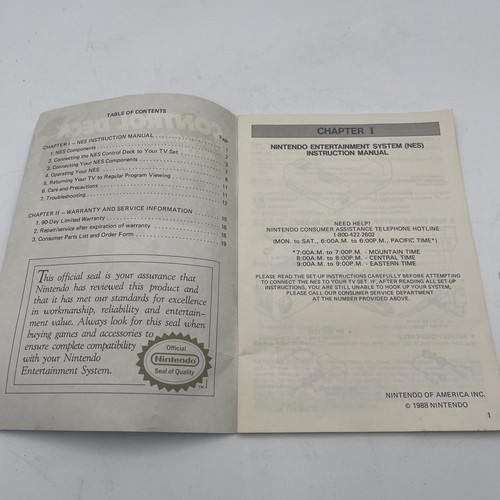 TABLE OF CONTENTS
Page
CHAPTER I – NES INSTRUCTION MANUAL 1
1. NES Components 2
2. Connecting the NES Control Deck to Your TV Set 2
3. Connecting Your NES Components
4. Operating Your NES
5. Returning Your TV to Regular Program Viewing
6. Care and Precautions 11
7. Troubleshooting
CHAPTER II – WARRANTY AND SERVICE INFORMATION 15
1. 90-Day Limited Warranty
2. Repair/service after expiration of warranty
3. Consumer Parts List and Order Form 19
This official seal is your assurance that
Nintendo has reviewed this product and
that it has met our standards for excellence
in workmanship, reliability and entertain-
ment value. Always look for this seal when
buying games and accessories to
ensure complete compatibility
with your Nintendo
Entertainment System.
Official
Nintendo
Seal of Quality
TM
CHAPTER I
NINTENDO ENTERTAINMENT SYSTEM (NES)
INSTRUCTION MANUAL
NEED HELP?
NINTENDO CONSUMER ASSISTANCE TELEPHONE HOTLINE
1-800-422-2602
(MON. to SAT., 6:00A.M. to 6:00P.M., PACIFIC TIME*)
*7:00A.M. to 7:00P.M. - MOUNTAIN TIME
8:00A.M. to 8:00P.M. - CENTRAL TIME
9:00A.M. to 9:00P.M. - EASTERN TIME
PLEASE READ THE SET-UP INSTRUCTIONS CAREFULLY BEFORE ATTEMPTING
TO CONNECT THE NES TO YOUR TV SET. IF, AFTER READING ALL SET-UP
INSTRUCTIONS, YOU ARE STILL UNABLE TO HOOK UP YOUR SYSTEM,
PLEASE CALL OUR CONSUMER SERVICE DEPARTMENT
AT THE NUMBER PROVIDED ABOVE.
NINTENDO OF AMERICA INC.
© 1988 NINTENDO
1